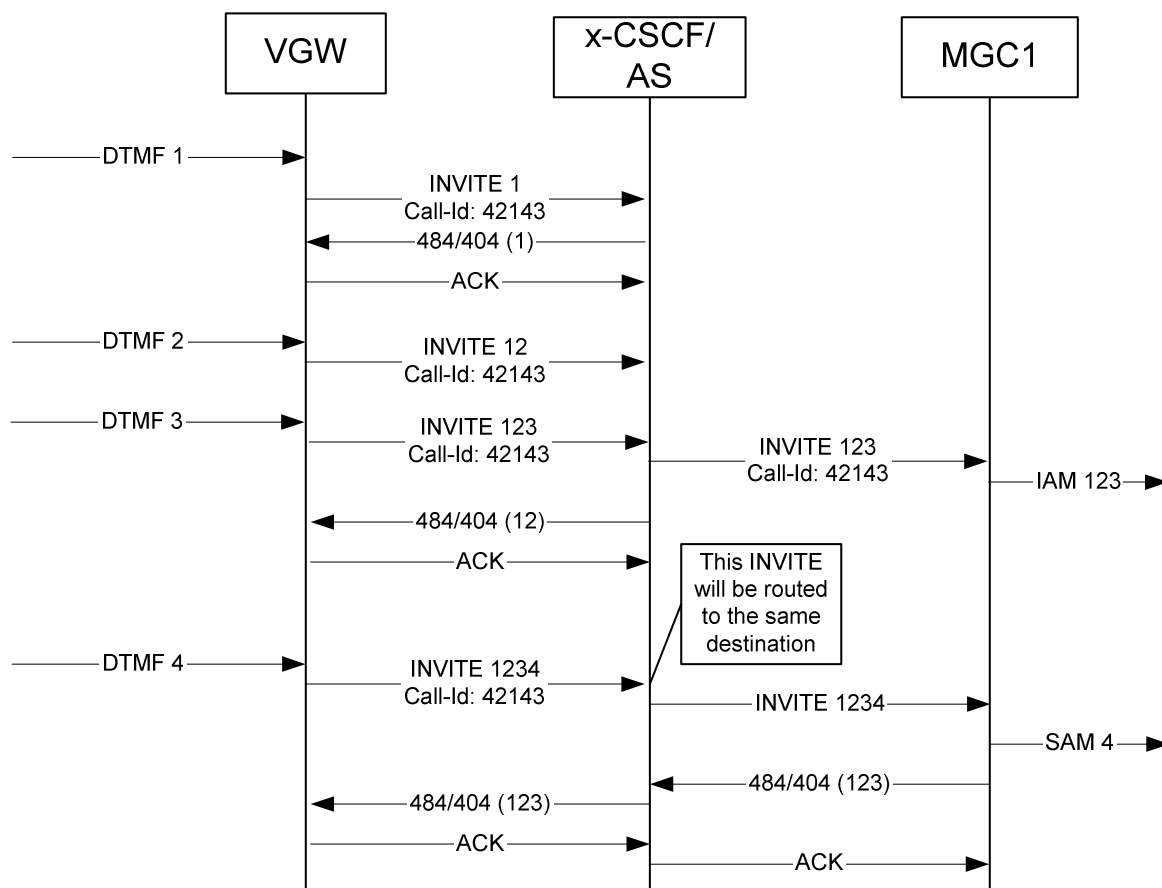 VGW
x-CSCF/
AS
MGC1
DTMF 1
INVITE 1
Call-Id: 42143
484/404 (1)
ACK
DTMF 2
INVITE 12
Call-Id: 42143
DTMF 3
INVITE 123
Call-Id: 42143
INVITE 123
Call-Id: 42143
IAM 123
484/404 (12)
ACK
This INVITE
will be routed
to the same
destination
DTMF 4
INVITE 1234
Call-Id: 42143
INVITE 1234
SAM 4
484/404 (123)
484/404 (123)
ACK
ACK